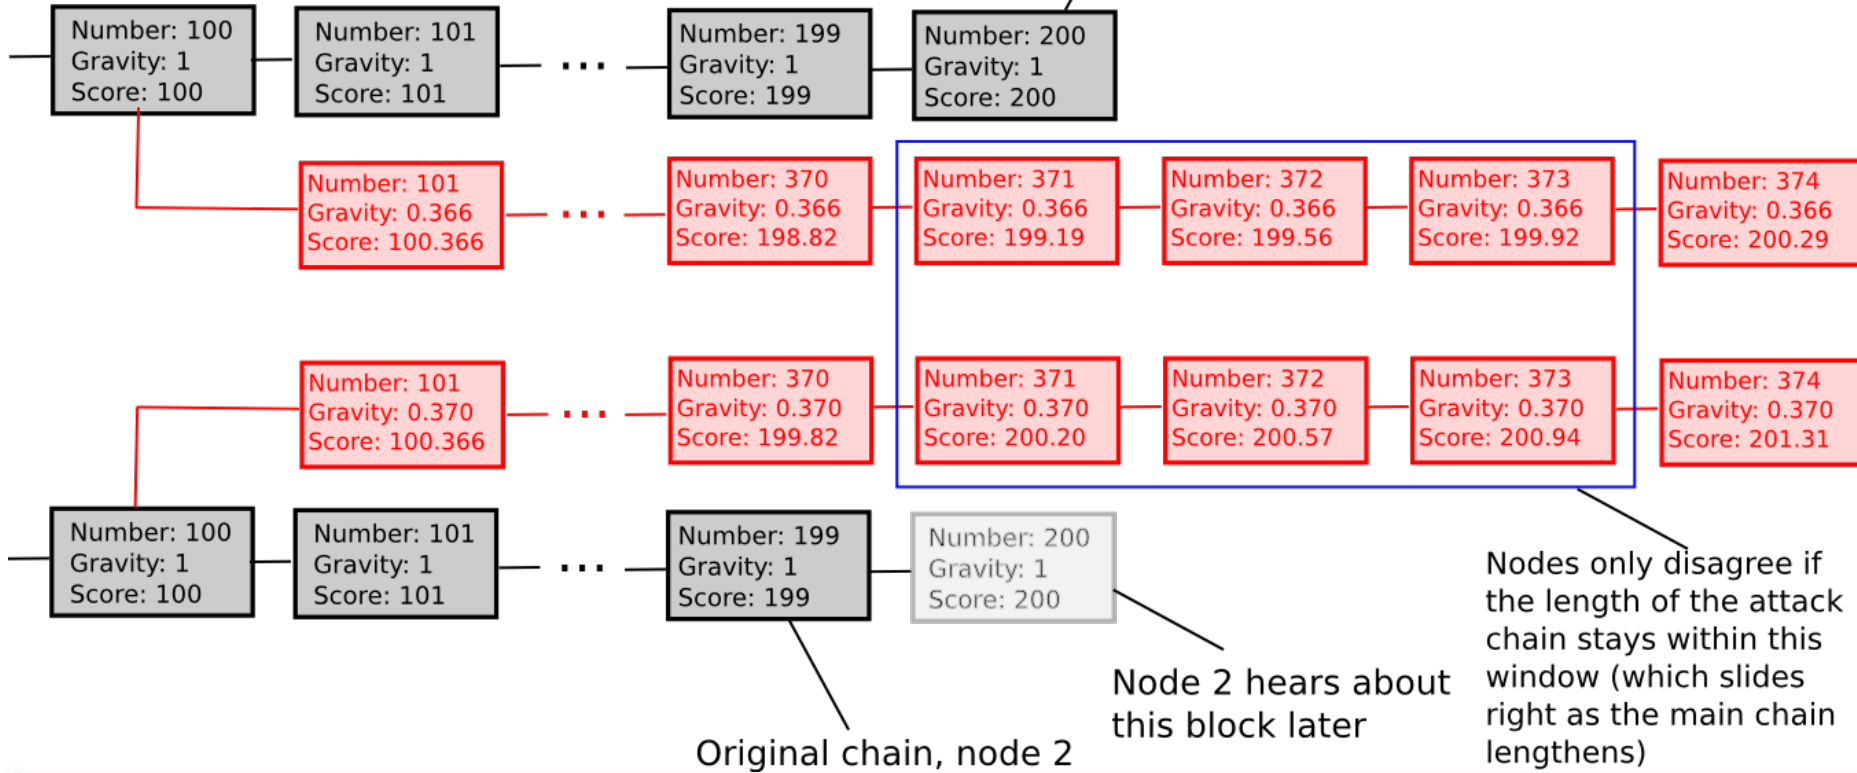 Number: 100
Gravity: 1
Score: 100
Number: 101
Gravity: 1
Score: 101
...
Number: 199
Gravity: 1
Score: 199
Number: 200
Gravity: 1
Score: 200
Number: 101
Gravity: 0.366
Score: 100.366
...
Number: 370
Gravity: 0.366
Score: 198.82
Number: 371
Gravity: 0.366
Score: 199.19
Number: 372
Gravity: 0.366
Score: 199.56
Number: 373
Gravity: 0.366
Score: 199.92
Number: 374
Gravity: 0.366
Score: 200.29
Number: 101
Gravity: 0.370
Score: 100.366
...
Number: 370
Gravity: 0.370
Score: 199.82
Number: 371
Gravity: 0.370
Score: 200.20
Number: 372
Gravity: 0.370
Score: 200.57
Number: 373
Gravity: 0.370
Score: 200.94
Number: 374
Gravity: 0.370
Score: 201.31
Number: 100
Gravity: 1
Score: 100
Number: 101
Gravity: 1
Score: 101
...
Number: 199
Gravity: 1
Score: 199
Number: 200
Gravity: 1
Score: 200
Nodes only disagree if
the length of the attack
chain stays within this
window (which slides
right as the main chain
lengthens)
Node 2 hears about
this block later
Original chain, node 2